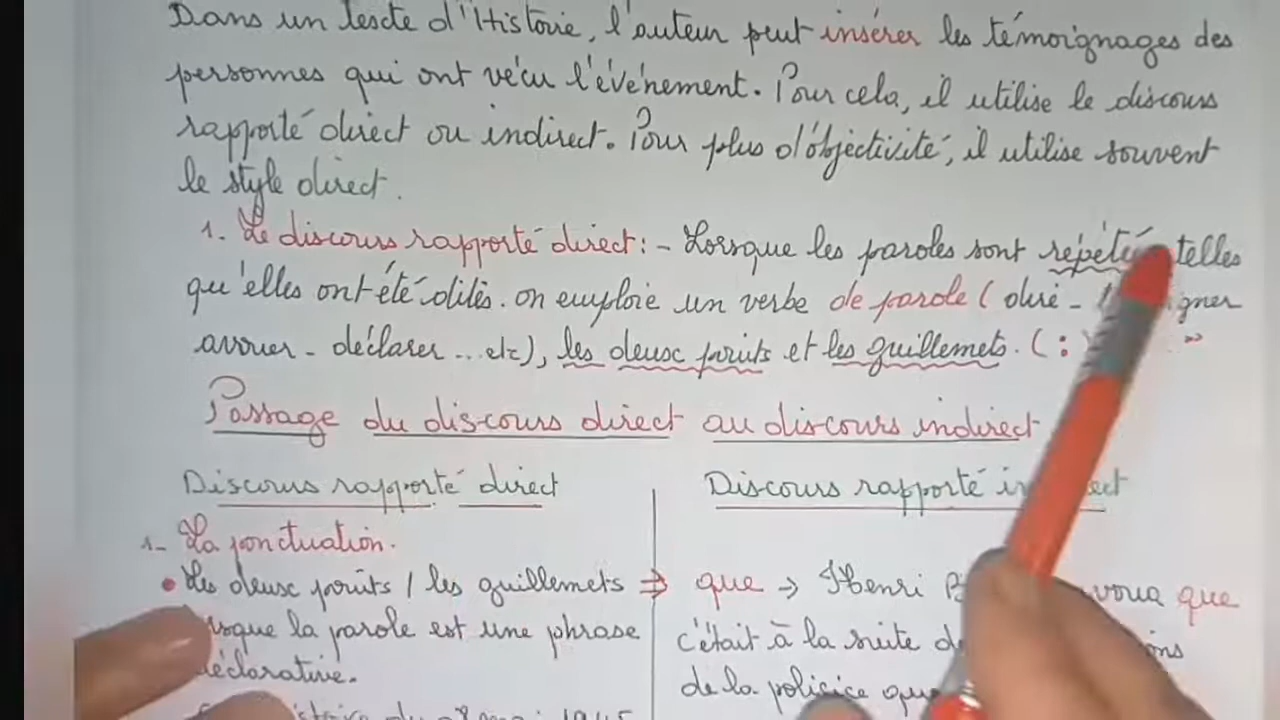 Dans un texte d'Histoire, l'auteur peut insérer les témoignages des
personnes qui ont vécu l'événement. Pour cela, il utilise le discours
rapporté direct ou indirect. Pour plus d'objectivité, il utilise souvent
le style direct.
1. Le discours rapporté direct: - Lorsque les paroles sont répétées telles
qu'elles ont été dites. on emploie un verbe de parole (dire -
avouer - déclarer ... etc), les deux points et les guillemets. (:
Passage du discours direct au discours indirect
Discours rapporté direct
Discours rapporté indirect
1- La ponctuation.
• Les deux points / les guillemets ⇒ que → Henri avoua que
lorsque la parole est une phrase
déclarative.
c'était à la suite
de la police que